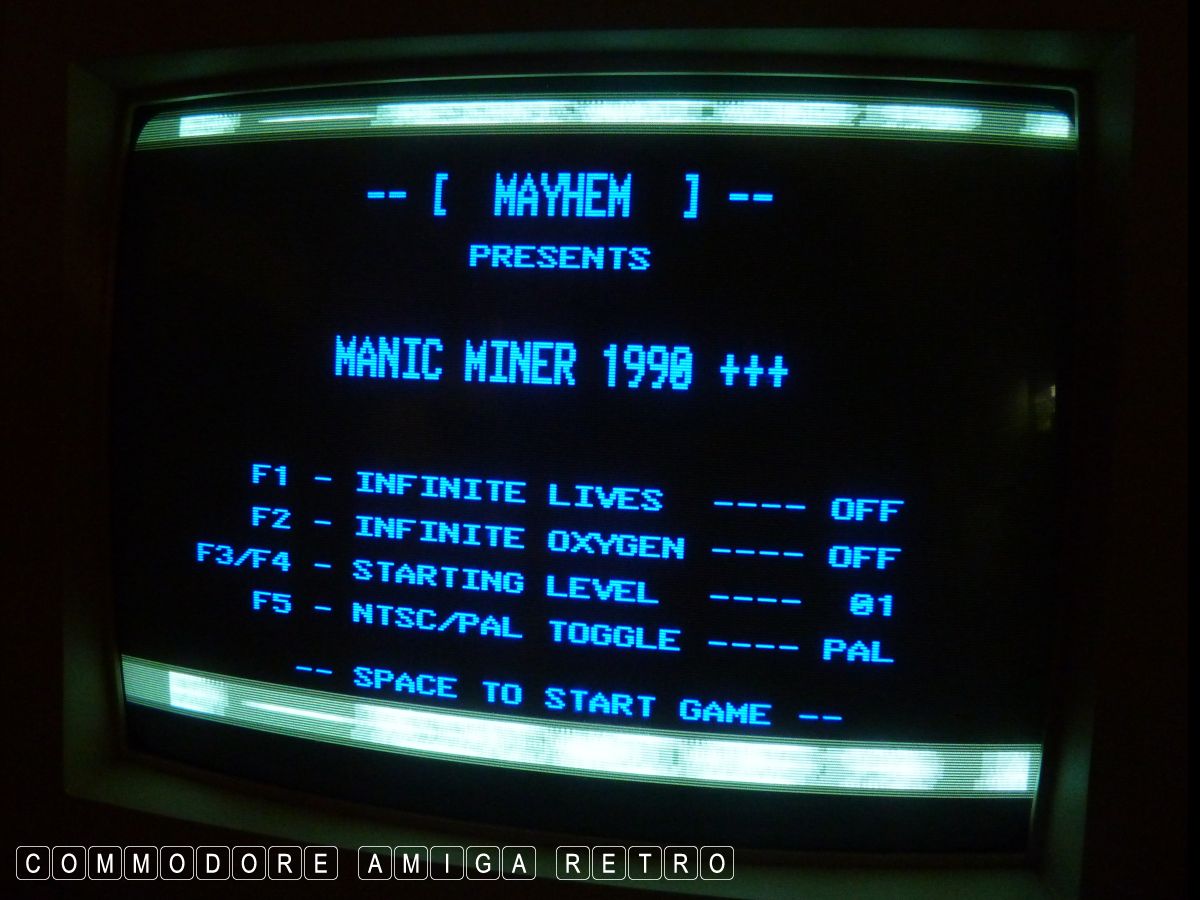 -- [ MAYHEM ] --
PRESENTS
MANIC MINER 1990 +++
F1 - INFINITE LIVES ---- OFF
F2 - INFINITE OXYGEN ---- OFF
F3/F4 - STARTING LEVEL ---- 01
F5 - NTSC/PAL TOGGLE ---- PAL
-- SPACE TO START GAME --
COMMODORE AMIGA RETRO